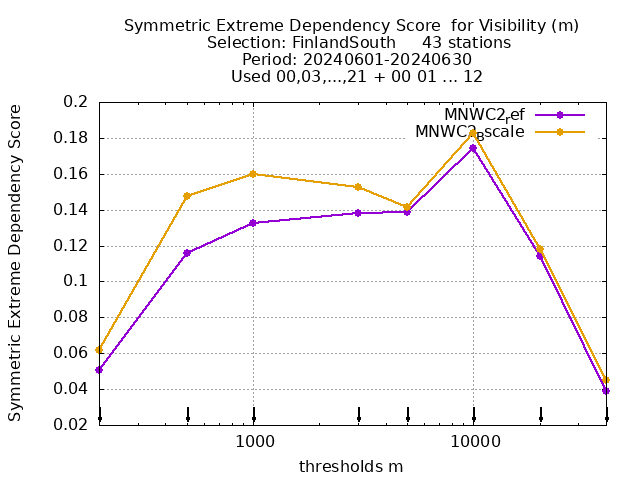 Symmetric Extreme Dependency Score  for Visibility (m)
Selection: FinlandSouth     43 stations
Period: 20240601-20240630
Used 00,03,...,21 + 00 01 ... 12
Symmetric Extreme Dependency Score
0.2
0.18
0.16
0.14
0.12
0.1
0.08
0.06
0.04
0.02
MNWC2ref
MNWC2Bscale
1000
10000
thresholds m